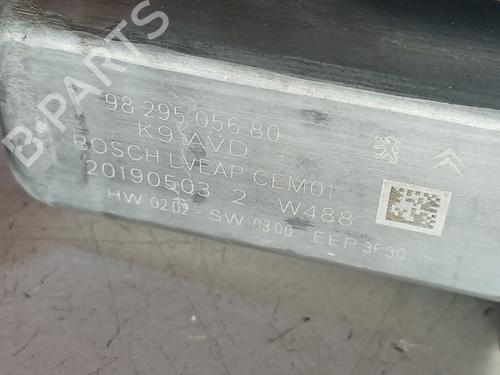 B-PARTS
98 295 056 80
K9 AVD
BOSCH LVEAP CEM01
20190503 2 W488
HW 0202 - SW 0300 - EEP 3F30